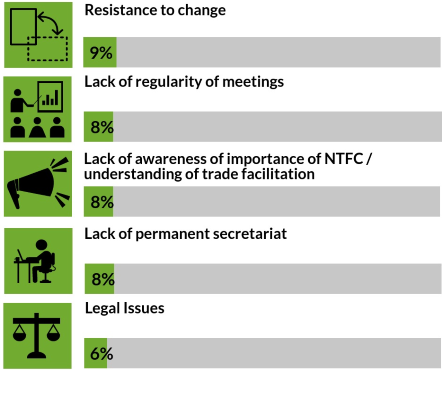 Resistance to change
9%
Lack of regularity of meetings
8%
Lack of awareness of importance of NTFC /
understanding of trade facilitation
8%
Lack of permanent secretariat
8%
Legal Issues
6%